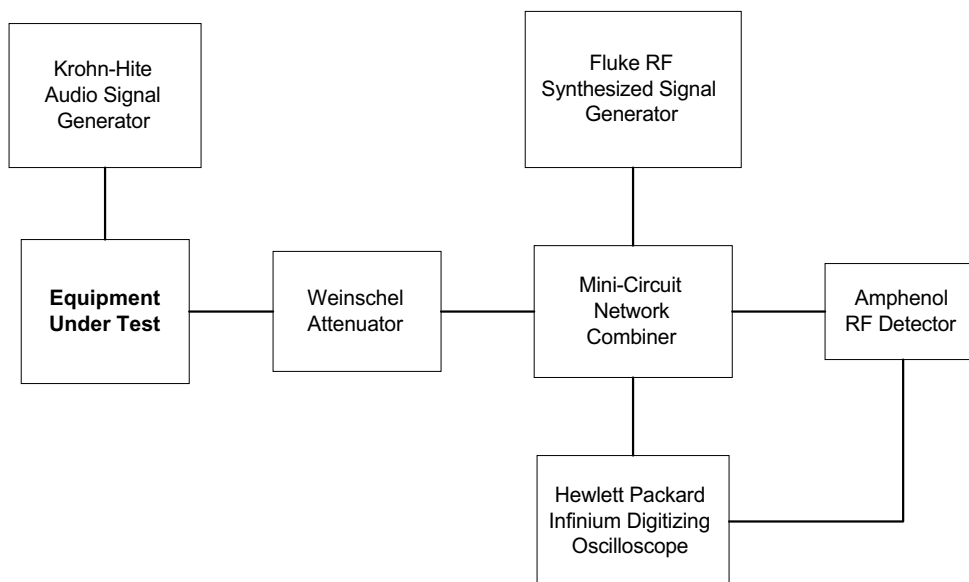 Krohn-Hite
Audio Signal
Generator
Fluke RF
Synthesized Signal
Generator
Equipment
Under Test
Weinschel
Attenuator
Mini-Circuit
Network
Combiner
Amphenol
RF Detector
Hewlett Packard
Infinium Digitizing
Oscilloscope